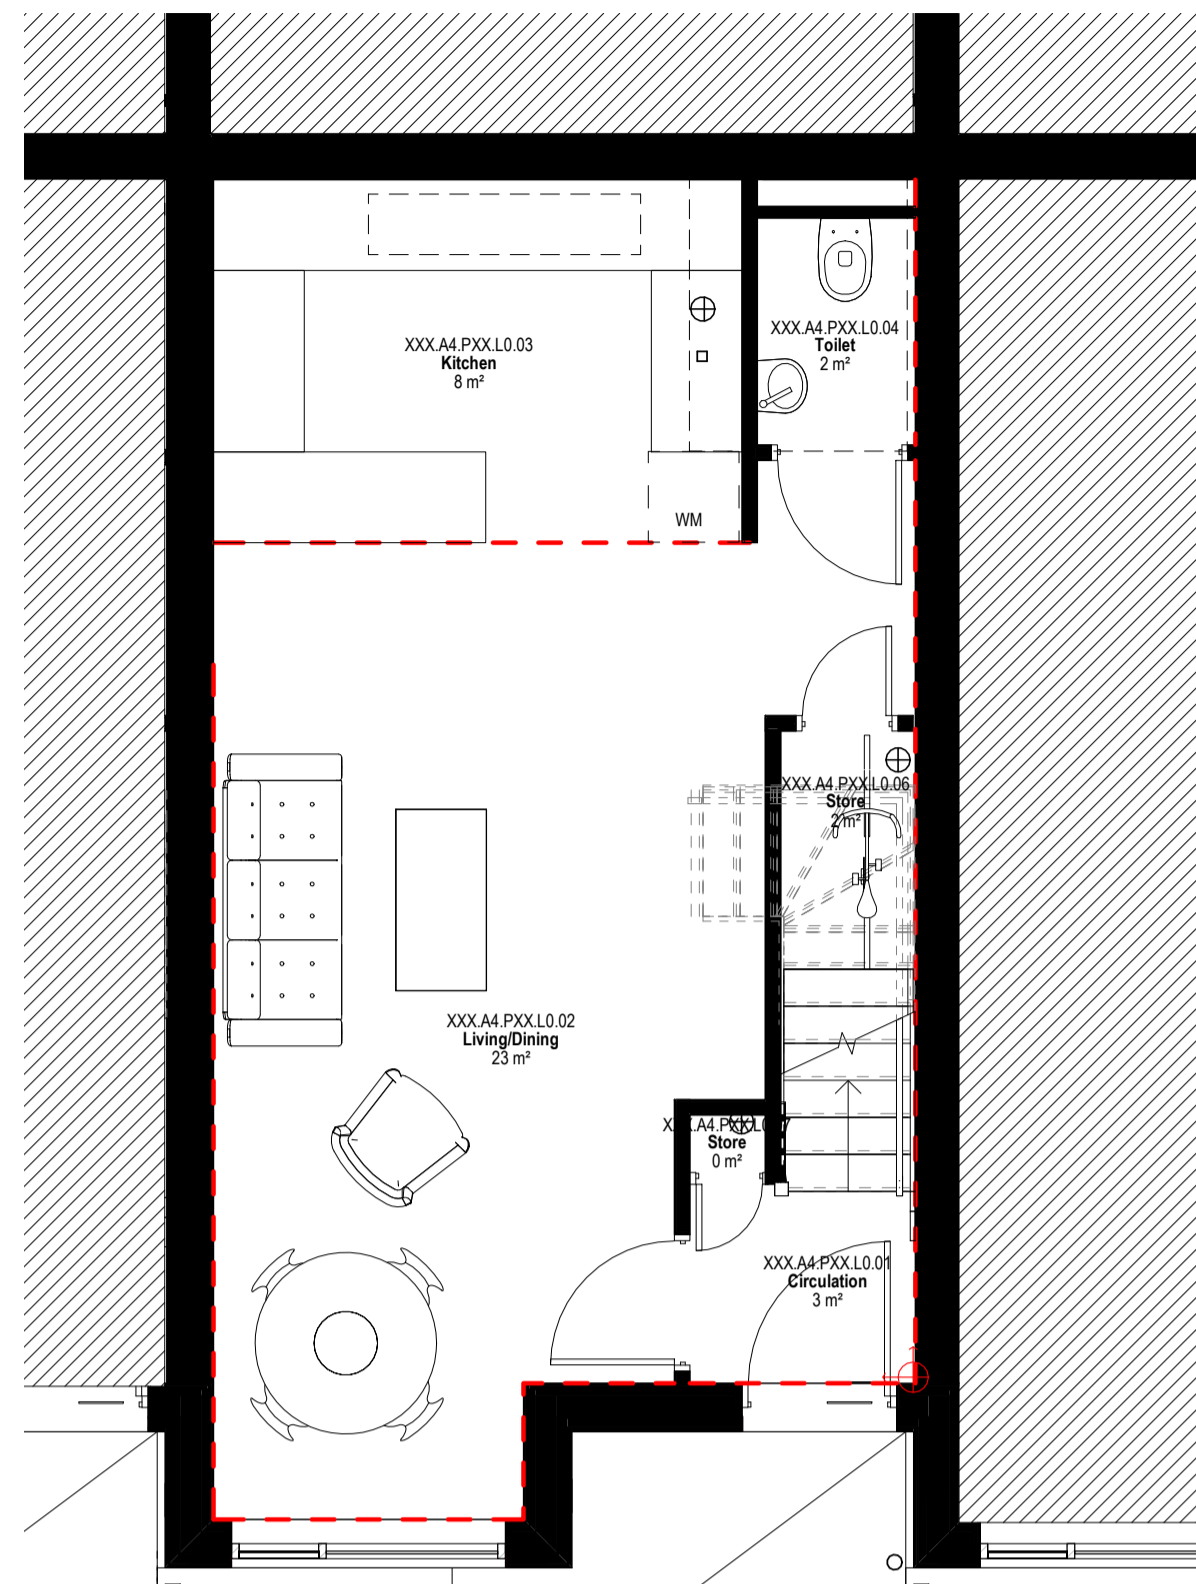 XXX.A4.PXX.L0.03
Kitchen
8 m²
XXX.A4.PXX.L0.04
Toilet
2 m²
WM
XXX.A4.PXX.L0.06
Store
2 m²
XXX.A4.PXX.L0.02
Living/Dining
23 m²
Store
0 m²
XXX.A4.PXX.L0.01
Circulation
3 m²